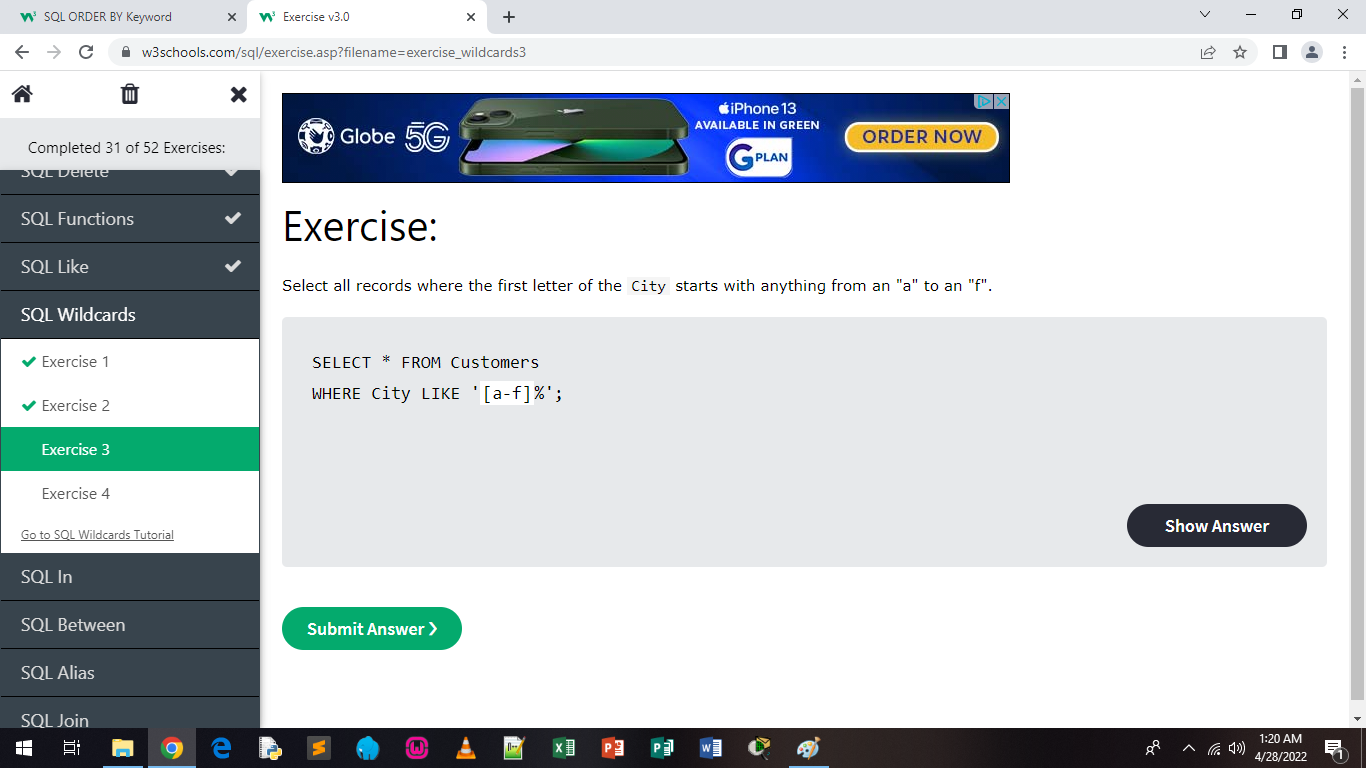 SQL ORDER BY Keyword
Exercise v3.0
w3schools.com/sql/exercise.asp?filename=exercise_wildcards3
Completed 31 of 52 Exercises:
SQL Delete
SQL Functions
SQL Like
SQL Wildcards
Exercise 1
Exercise 2
Exercise 3
Exercise 4
Go to SQL Wildcards Tutorial
SQL In
SQL Between
SQL Alias
SQL Join
Globe 5G
iPhone 13
AVAILABLE IN GREEN
G PLAN
ORDER NOW
Exercise:
Select all records where the first letter of the City starts with anything from an "a" to an "f".
SELECT * FROM Customers
WHERE City LIKE '[a-f]%';
Show Answer
Submit Answer ❯
1:20 AM
4/28/2022
1